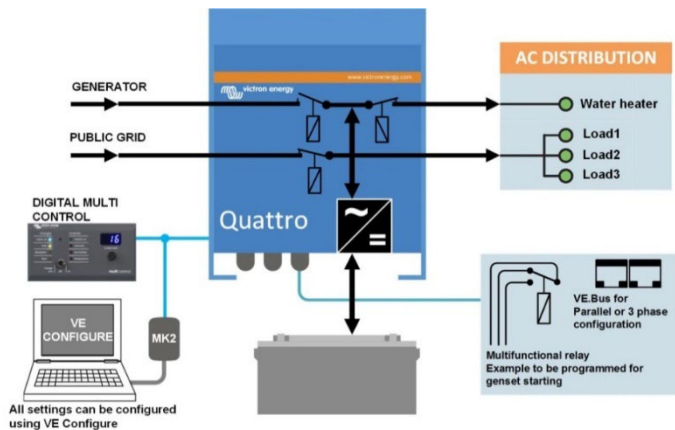 www.victronenergy.com
victron energy
GENERATOR
PUBLIC GRID
AC DISTRIBUTION
Water heater
Load1
Load2
Load3
DIGITAL MULTI
CONTROL
16
Quattro
VE
CONFIGURE
MK2
All settings can be configured
using VE Configure
VE.Bus for
Parallel or 3 phase
configuration
Multifunctional relay
Example to be programmed for
genset starting